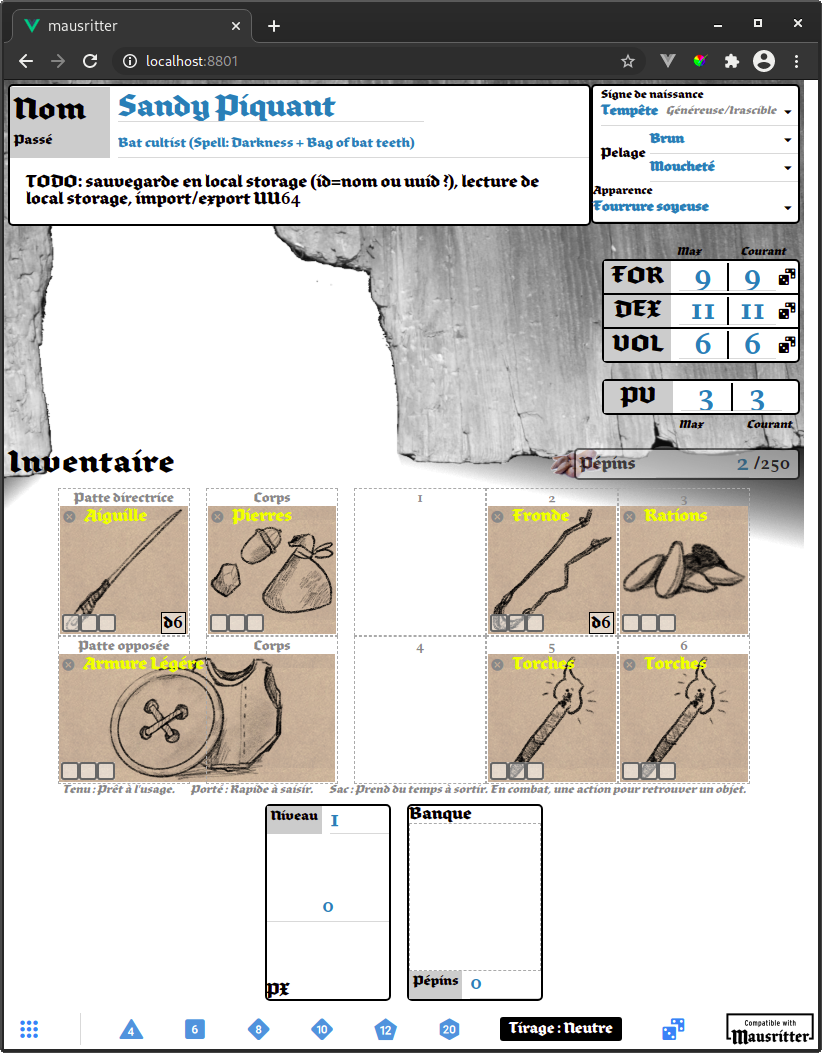 mausritter
localhost:8801
Nom
Sandy Piquant
Passé
Bat cultist (Spell: Darkness + Bag of bat teeth)
TODO: sauvegarde en local storage (id=nom ou uuid ?), lecture de
local storage, import/export UU64
Signe de naissance
Tempête Généreuse/Irascible
Pelage
Brun
Moucheté
Apparence
Fourrure soyeuse
Max Courant
FOR 9 9
DEX 11 11
VOL 6 6
PV 3 3
Max Courant
Inventaire
Pépins 2 /250
Patte directrice Corps 1 2 3
Aiguille Pierres Fronde Rations
d6 d6
Patte opposée Corps 4 5 6
Armure Légére Torches Torches
Tenu : Prêt à l'usage. Porté : Rapide à saisir. Sac : Prend du temps à sortir. En combat, une action pour retrouver un objet.
Niveau 1
0
PX
Banque
Pépins 0
4 6 8 10 12 20
Tirage : Neutre
Compatible with
Mausritter